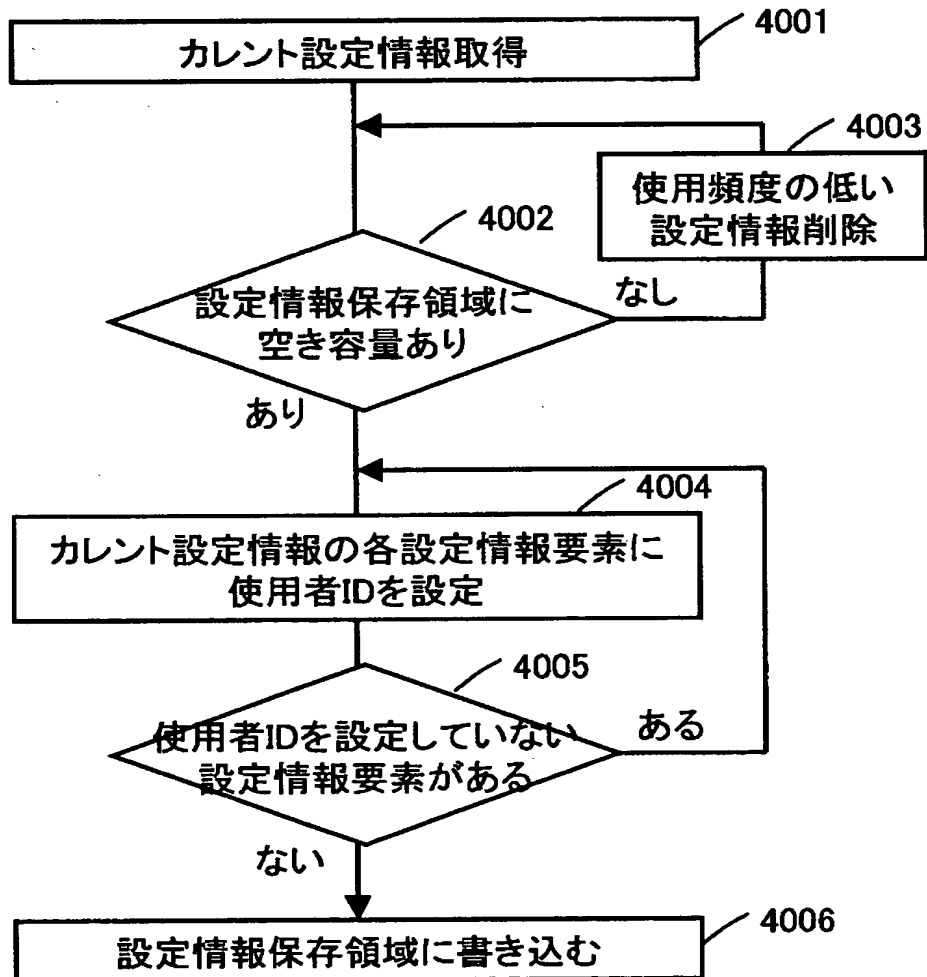 4001
カレント設定情報取得
4003
使用頻度の低い
設定情報削除
4002
設定情報保存領域に
空き容量あり
なし
あり
4004
カレント設定情報の各設定情報要素に
使用者IDを設定
4005
使用者IDを設定していない
設定情報要素がある
ある
ない
4006
設定情報保存領域に書き込む